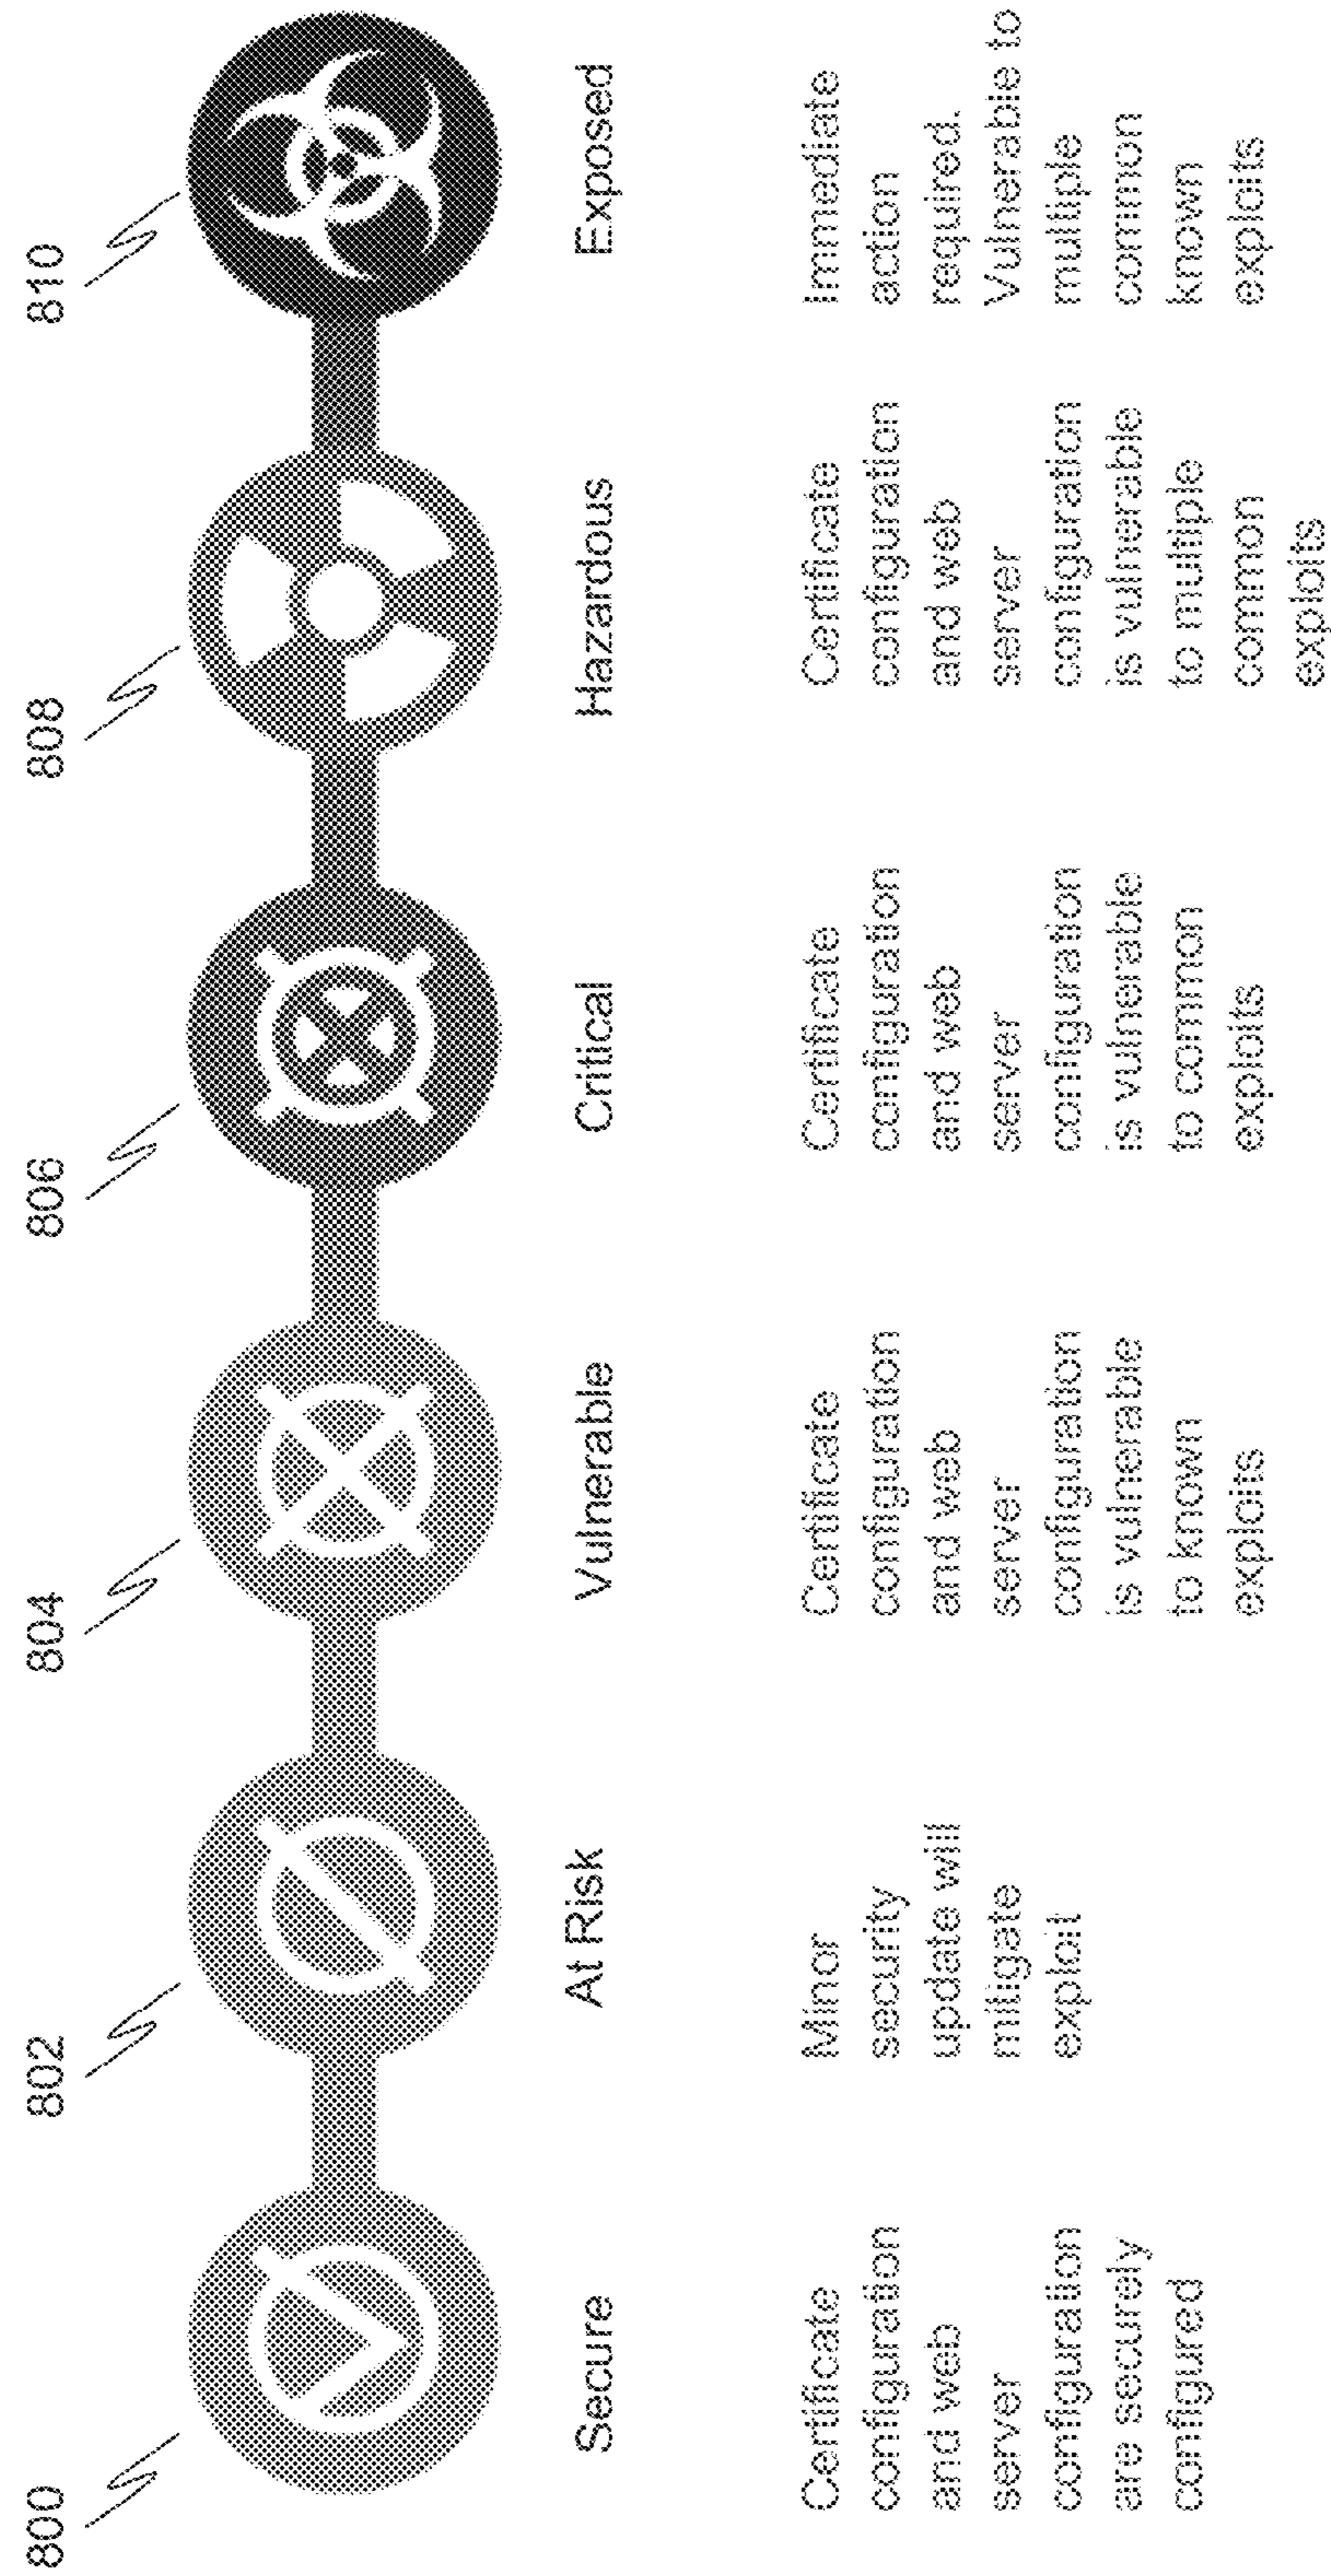 800
802
804
806
808
810
Secure
At Risk
Vulnerable
Critical
Hazardous
Exposed
Certificate
configuration
and web
server
configuration
are securely
configured
Minor
security
update will
mitigate
exploit
Certificate
configuration
and web
server
configuration
is vulnerable
to known
exploits
Certificate
configuration
and web
server
configuration
is vulnerable
to common
exploits
Certificate
configuration
and web
server
configuration
is vulnerable
to multiple
common
exploits
Immediate
action
required.
Vulnerable to
multiple
common
known
exploits